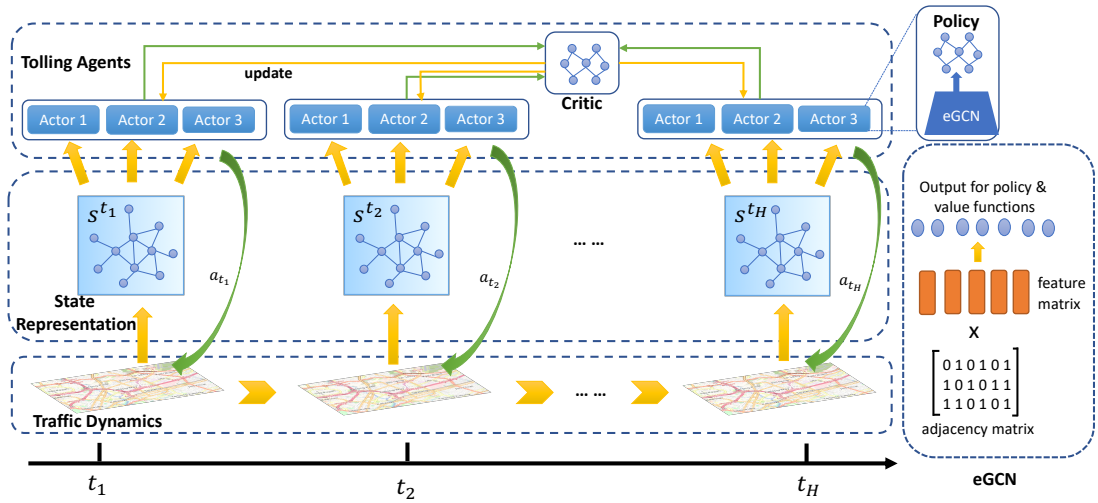 Policy
eGCN
Tolling Agents
update
Critic
Actor 1 Actor 2 Actor 3
Actor 1 Actor 2 Actor 3
Actor 1 Actor 2 Actor 3
Output for policy &
value functions
S^{t_1}
S^{t_2}
S^{t_H}
... ...
a_{t_1}
a_{t_2}
a_{t_H}
feature
matrix
State
Representation
X
0 1 0 1 0 1
1 0 1 0 1 1
1 1 0 1 0 1
adjacency matrix
... ...
Traffic Dynamics
eGCN
t_1
t_2
t_H